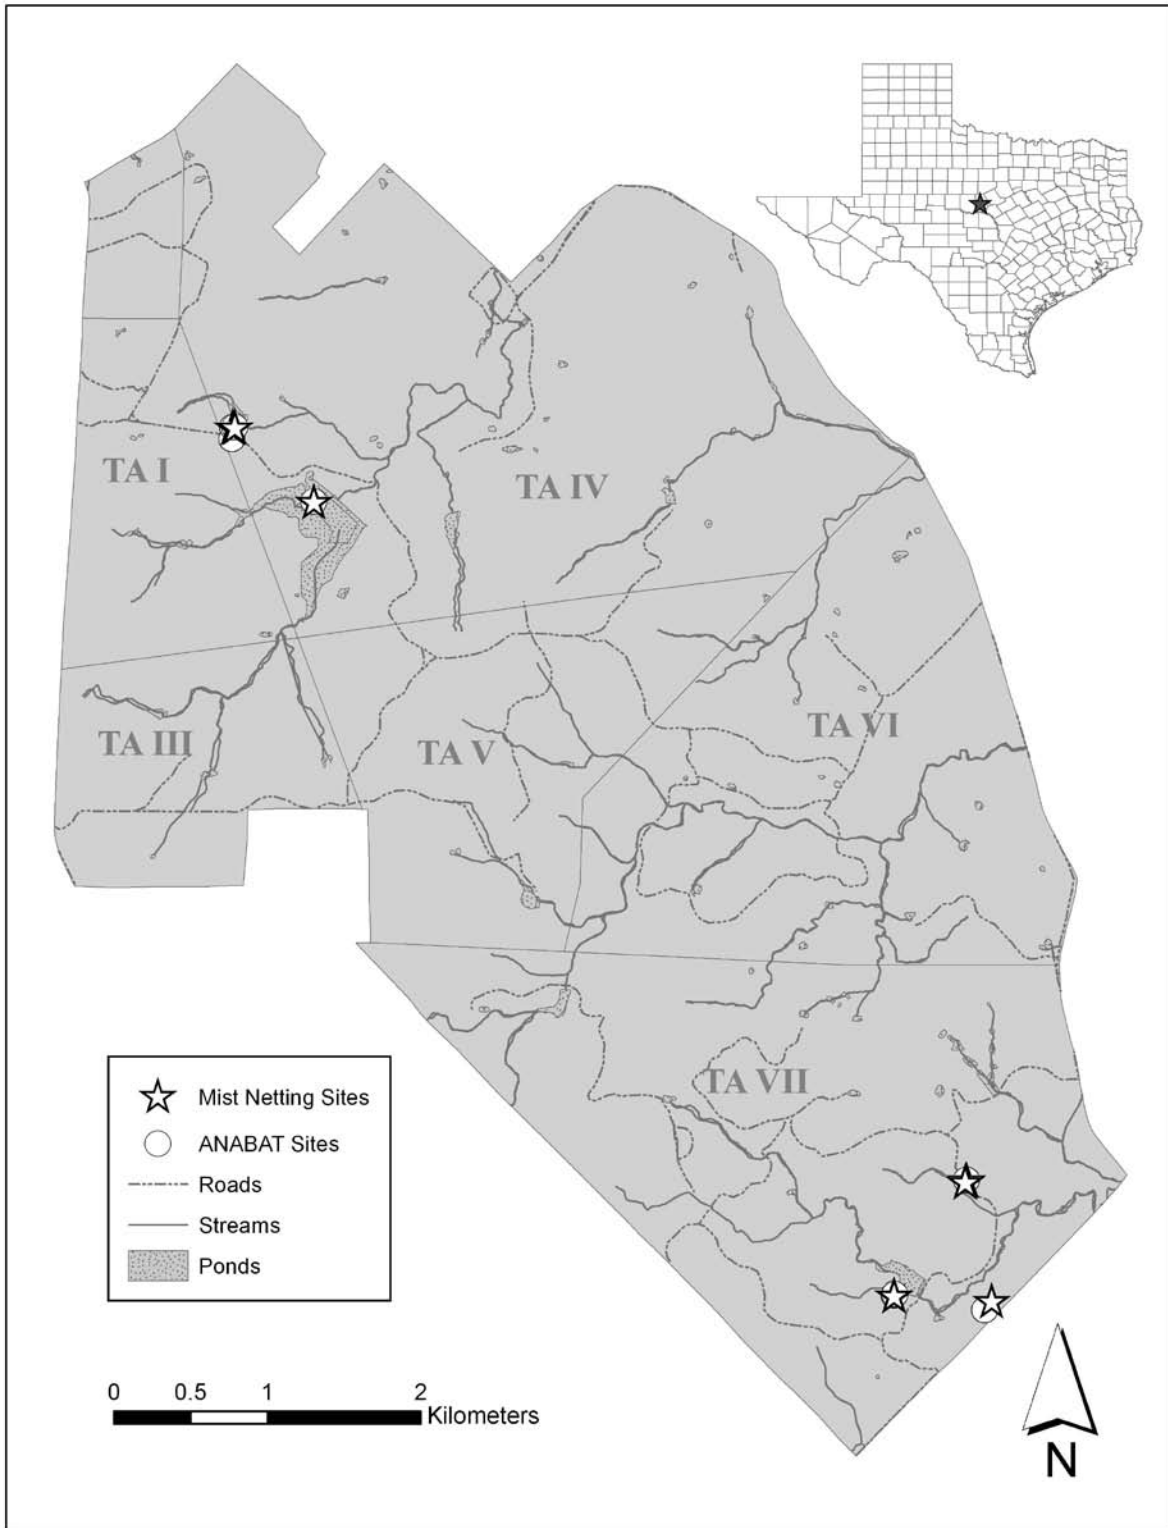 TA I
TA IV
TA III
TA V
TA VI
TA VII
Mist Netting Sites
ANABAT Sites
Roads
Streams
Ponds
0 0.5 1 2
Kilometers
N